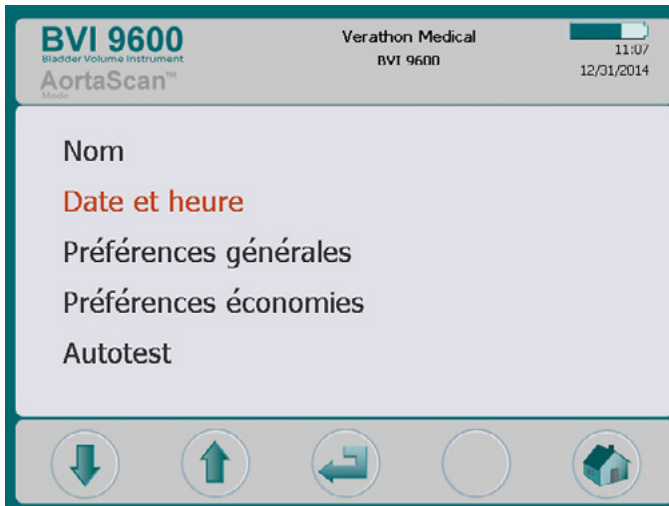 BVI 9600
Bladder Volume Instrument
AortaScan™
Mode
Verathon Medical
BVI 9600
11:07
12/31/2014
Nom
Date et heure
Préférences générales
Préférences économies
Autotest